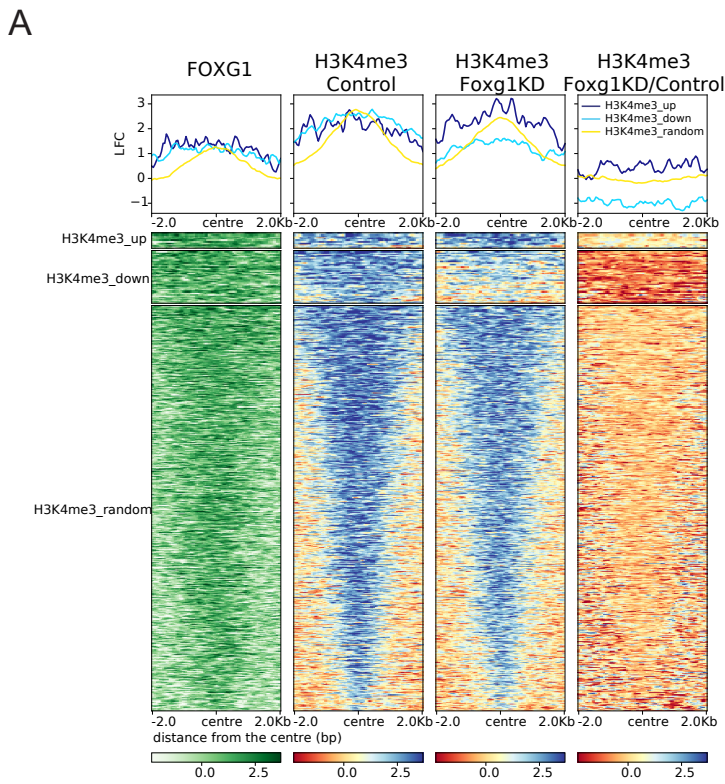 A
FOXG1
H3K4me3
Control
H3K4me3
Foxg1KD
H3K4me3
Foxg1KD/Control
LFC
3
2
1
0
−1
H3K4me3_up
H3K4me3_down
H3K4me3_random
-2.0 centre 2.0Kb
-2.0 centre 2.0Kb
-2.0 centre 2.0Kb
-2.0 centre 2.0Kb
H3K4me3_up
H3K4me3_down
H3K4me3_random
-2.0 centre 2.0Kb
-2.0 centre 2.0Kb
-2.0 centre 2.0Kb
-2.0 centre 2.0Kb
distance from the centre (bp)
0.0 2.5
0.0 2.5
0.0 2.5
0.0 2.5